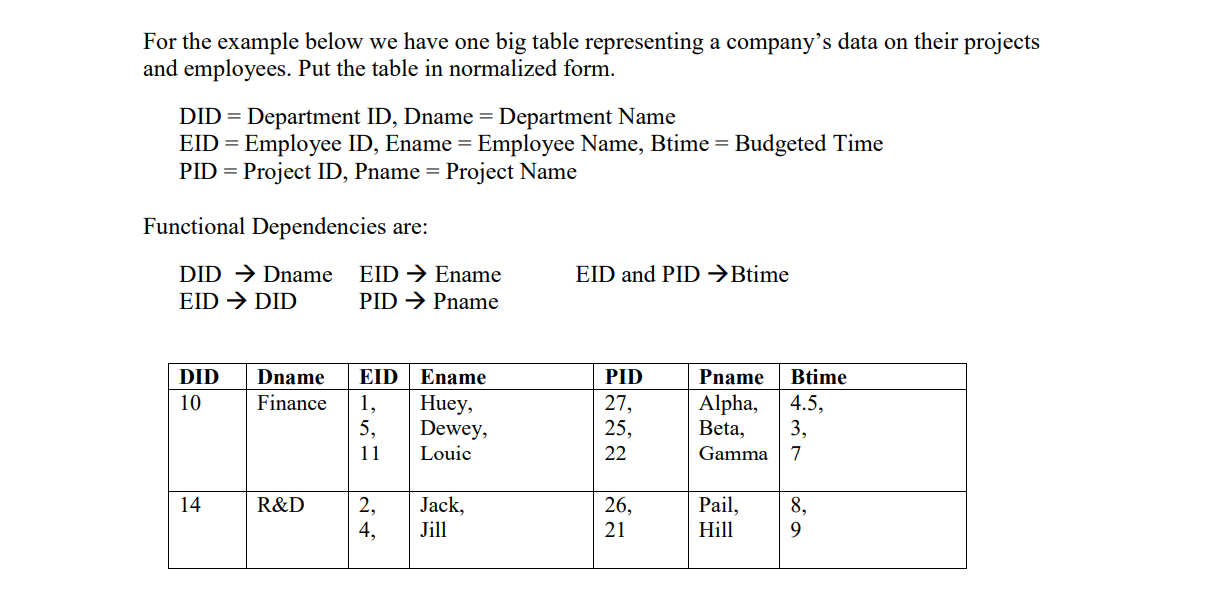 For the example below we have one big table representing a company’s data on their projects
and employees. Put the table in normalized form.
DID = Department ID, Dname = Department Name
EID = Employee ID, Ename = Employee Name, Btime = Budgeted Time
PID = Project ID, Pname = Project Name
Functional Dependencies are:
DID → Dname EID → Ename EID and PID →Btime
EID → DID PID → Pname
DID Dname EID Ename PID Pname Btime
10 Finance 1, Huey, 27, Alpha, 4.5,
5, Dewey, 25, Beta, 3,
11 Louie 22 Gamma 7
14 R&D 2, Jack, 26, Pail, 8,
4, Jill 21 Hill 9